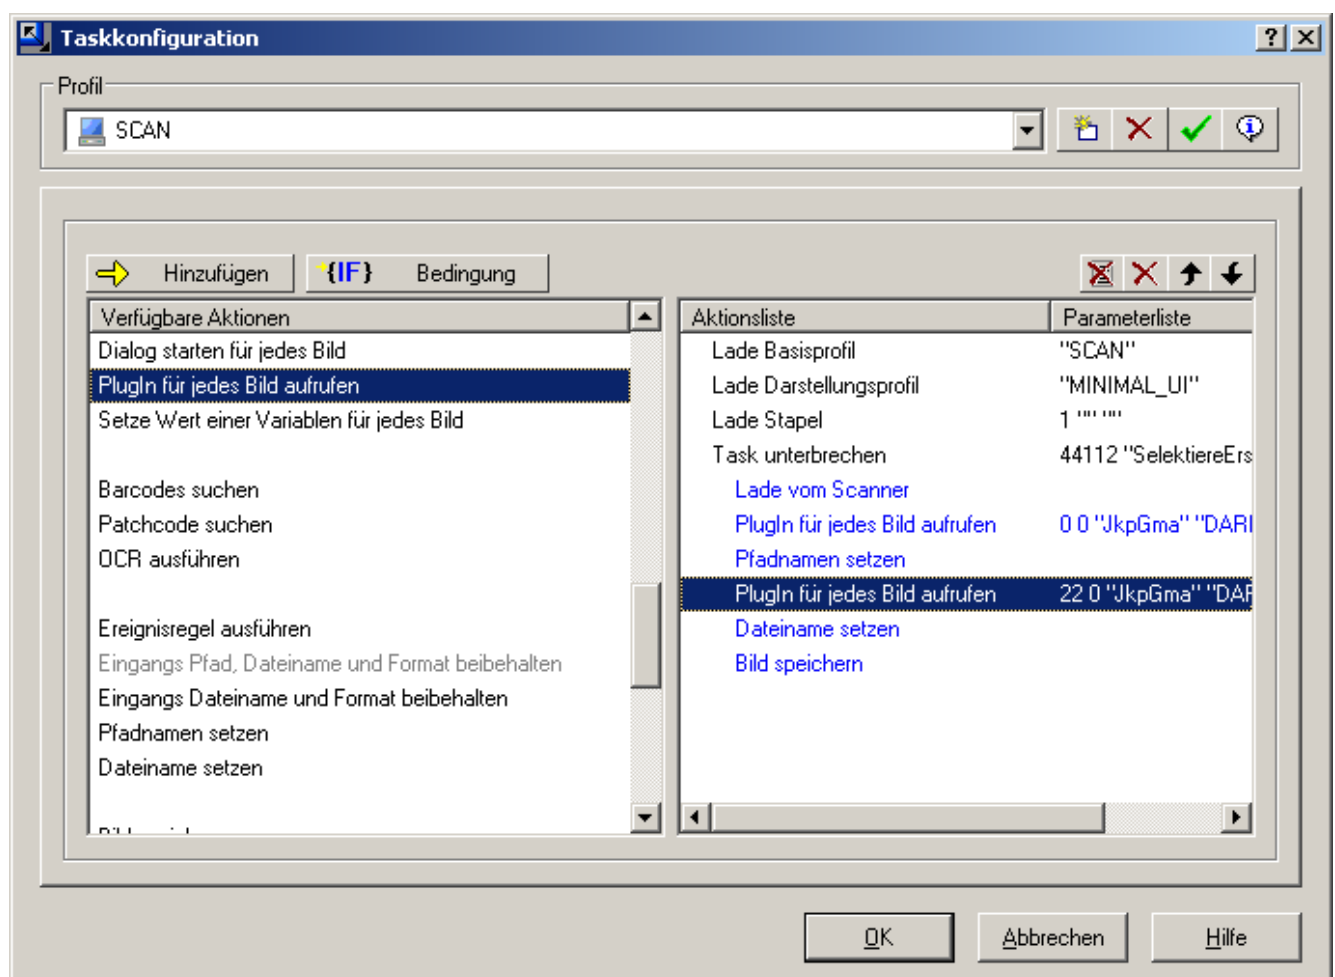 Taskkonfiguration
Profil
SCAN
Hinzufügen
{IF} Bedingung
Verfügbare Aktionen
Dialog starten für jedes Bild
PlugIn für jedes Bild aufrufen
Setze Wert einer Variablen für jedes Bild
Barcodes suchen
Patchcode suchen
OCR ausführen
Ereignisregel ausführen
Eingangs Pfad, Dateiname und Format beibehalten
Eingangs Dateiname und Format beibehalten
Pfadnamen setzen
Dateiname setzen
Aktionsliste Parameterliste
Lade Basisprofil "SCAN"
Lade Darstellungsprofil "MINIMAL_UI"
Lade Stapel 1 "" ""
Task unterbrechen 44112 "SelektiereErs
Lade vom Scanner
PlugIn für jedes Bild aufrufen 0 0 "JkpGma" "DARI
Pfadnamen setzen
PlugIn für jedes Bild aufrufen 22 0 "JkpGma" "DAR
Dateiname setzen
Bild speichern
OK Abbrechen Hilfe